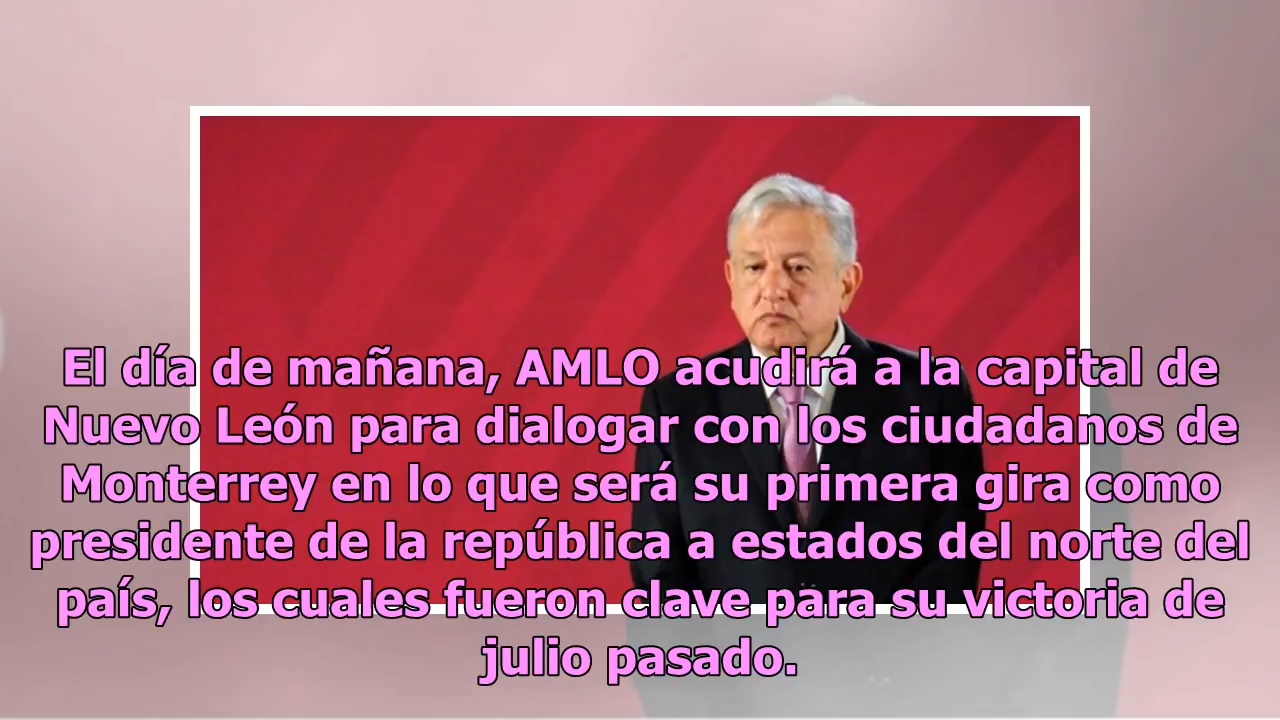 El día de mañana, AMLO acudirá a la capital de
Nuevo León para dialogar con los ciudadanos de
Monterrey en lo que será su primera gira como
presidente de la república a estados del norte del
país, los cuales fueron clave para su victoria de
julio pasado.